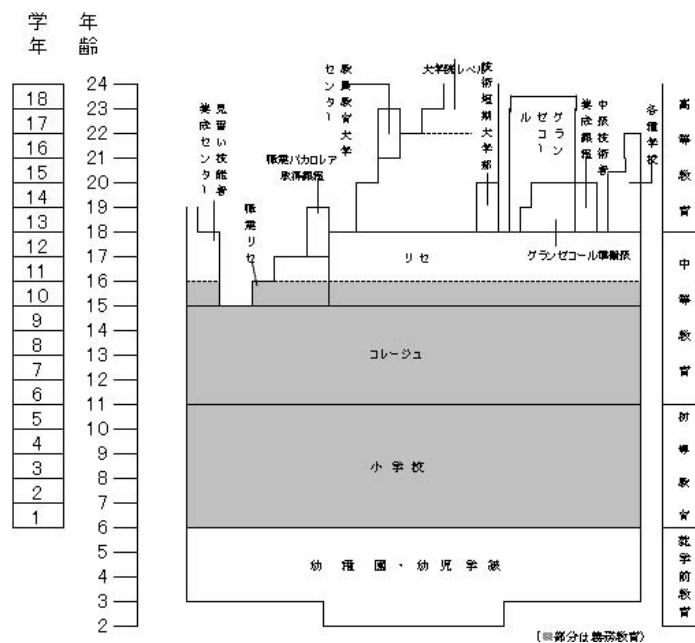 学年
年齢
18
17
16
15
14
13
12
11
10
9
8
7
6
5
4
3
2
1
24
23
22
21
20
19
18
17
16
15
14
13
12
11
10
9
8
7
6
5
4
3
2
見習い技能者
養成センター
職業リセ
職業バカロレア
取得課程
教員教育大学
センター
大学院レベル
技術短期大学部
グラン
ゼコー
ル
中級技術者
養成課程
各種学校
リセ
グランゼコール準備級
コレージュ
小学校
幼稚園・幼児学級
高等教育
中等教育
初等教育
就学前教育
(■部分は義務教育)